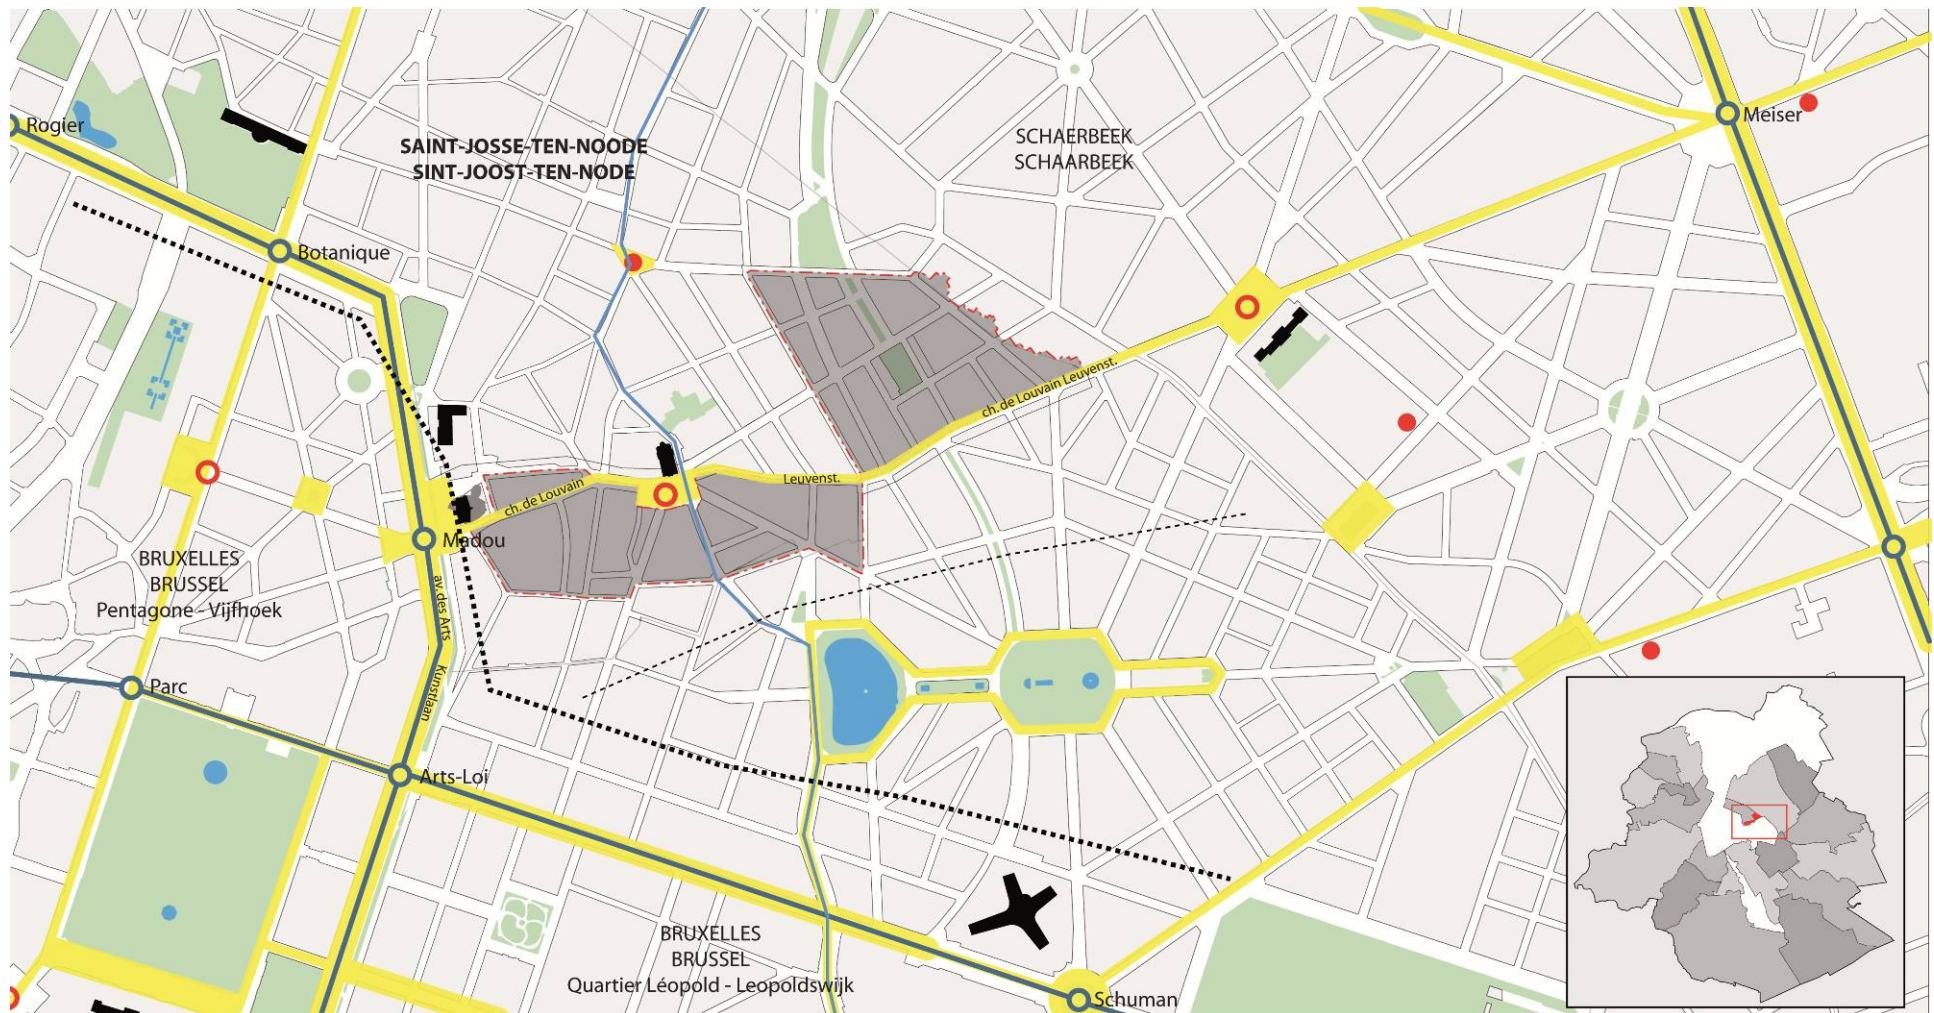 Rogier
SAINT-JOSSE-TEN-NOODE
SINT-JOOST-TEN-NODE
SCHAERBEEK
SCHAARBEEK
Meiser
Botanique
ch. de Louvain Leuvenst.
Leuvenst.
ch. de Louvain
Madou
BRUXELLES
BRUSSEL
Pentagone - Vijfhoek
av. des Arts
Kunstlaan
Parc
Arts-Loi
BRUXELLES
BRUSSEL
Quartier Léopold - Leopoldswijk
Schuman